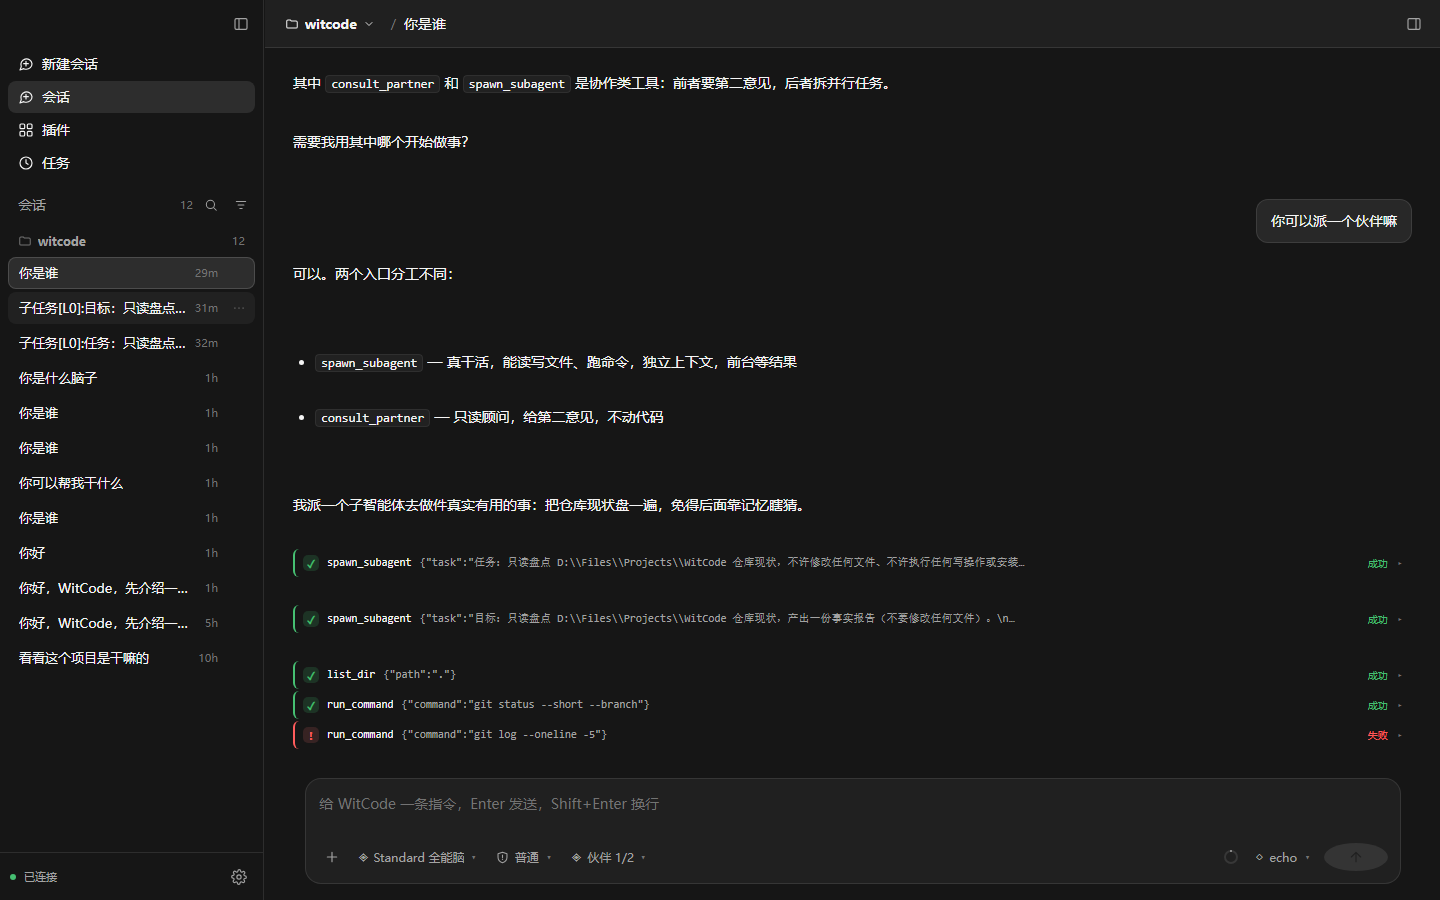 witcode / 你是谁
新建会话
会话
插件
任务
会话 12
witcode 12
你是谁 29m
子任务[L0]:目标：只读盘点... 31m ...
子任务[L0]:任务：只读盘点... 32m
你是什么脑子 1h
你是谁 1h
你是谁 1h
你可以帮我干什么 1h
你是谁 1h
你好 1h
你好，WitCode，先介绍一... 1h
你好，WitCode，先介绍一... 5h
看看这个项目是干嘛的 10h
已连接
其中 consult_partner 和 spawn_subagent 是协作类工具：前者要第二意见，后者拆并行任务。
需要我用其中哪个开始做事？
你可以派一个伙伴嘛
可以。两个入口分工不同：
• spawn_subagent — 真干活，能读写文件、跑命令，独立上下文，前台等结果
• consult_partner — 只读顾问，给第二意见，不动代码
我派一个子智能体去做件真实有用的事：把仓库现状盘一遍，免得后面靠记忆瞎猜。
spawn_subagent {"task":"任务：只读盘点 D:\\Files\\Projects\\WitCode 仓库现状，不许修改任何文件、不许执行任何写操作或安装… 成功
spawn_subagent {"task":"目标：只读盘点 D:\\Files\\Projects\\WitCode 仓库现状，产出一份事实报告（不要修改任何文件）。\n… 成功
list_dir {"path":"."} 成功
run_command {"command":"git status --short --branch"} 成功
run_command {"command":"git log --oneline -5"} 失败
给 WitCode 一条指令，Enter 发送，Shift+Enter 换行
Standard 全能脑 普通 伙伴 1/2 echo